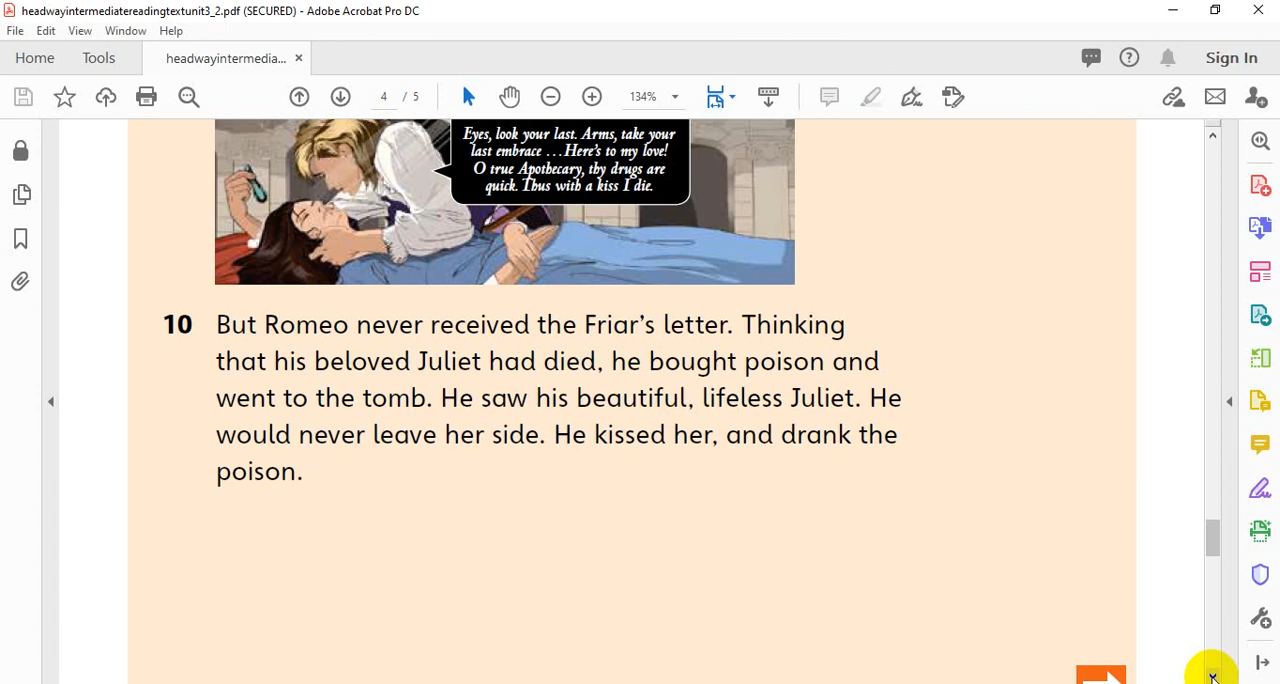 headwayintermediatereadingtextunit3_2.pdf (SECURED) - Adobe Acrobat Pro DC
File Edit View Window Help
Home Tools headwayintermedia... × Sign In
4 / 5 134%
Eyes, look your last. Arms, take your
last embrace …Here's to my love!
O true Apothecary, thy drugs are
quick. Thus with a kiss I die.
10 But Romeo never received the Friar's letter. Thinking
that his beloved Juliet had died, he bought poison and
went to the tomb. He saw his beautiful, lifeless Juliet. He
would never leave her side. He kissed her, and drank the
poison.